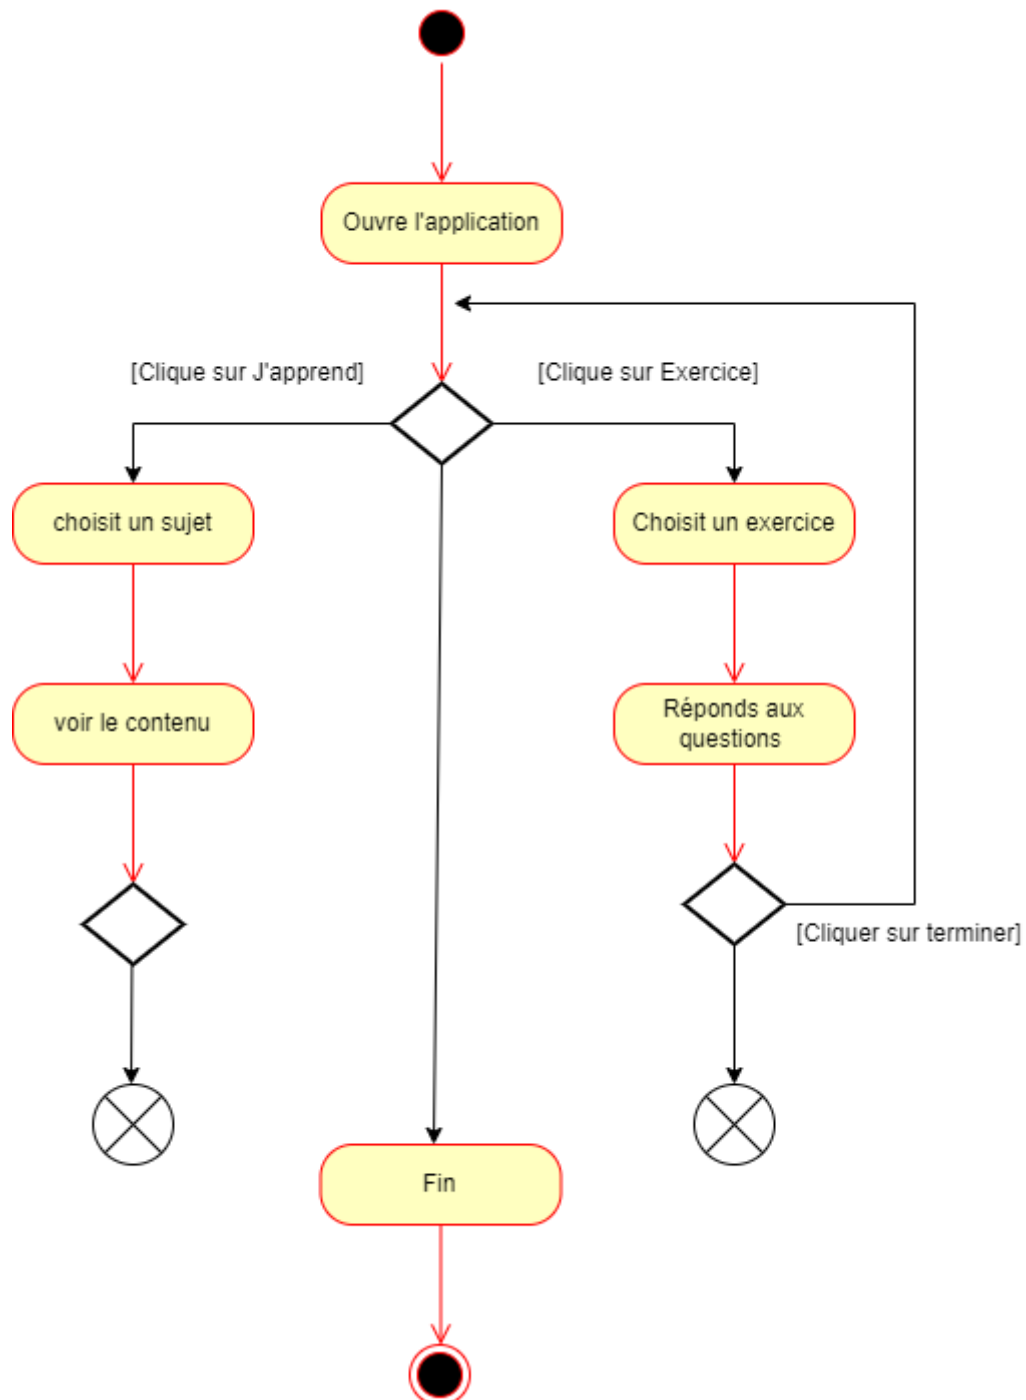 Ouvre l'application
[Clique sur J'apprend]
[Clique sur Exercice]
choisit un sujet
Choisit un exercice
voir le contenu
Réponds aux
questions
[Cliquer sur terminer]
Fin